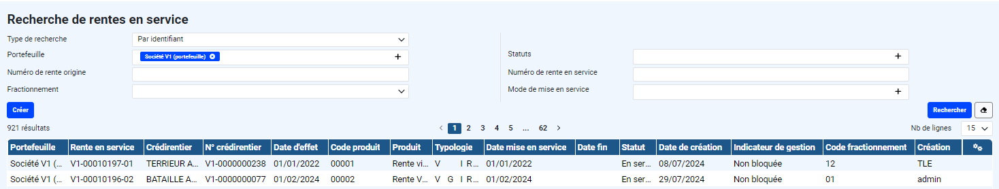 Recherche de rentes en service
Type de recherche Par identifiant
Portefeuille Société V1 (portefeuille) Statuts
Numéro de rente origine Numéro de rente en service
Fractionnement Mode de mise en service
Créer Rechercher
921 résultats 1 2 3 4 5 ... 62 Nb de lignes 15
Portefeuille Rente en service Crédirentier N° crédirentier Date d'effet Code produit Produit Typologie Date mise en service Date fin Statut Date de création Indicateur de gestion Code fractionnement Création
Société V1 (... V1-00010197-01 TERRIEUR A... V1-0000000238 01/01/2022 00001 Rente vi... V I R... 01/01/2022 En ser... 08/07/2024 Non bloquée 12 TLE
Société V1 (... V1-00010196-02 BATAILLE A... V1-0000000077 01/02/2024 00002 Rente V... V G I R... 01/02/2024 En ser... 29/07/2024 Non bloquée 01 admin